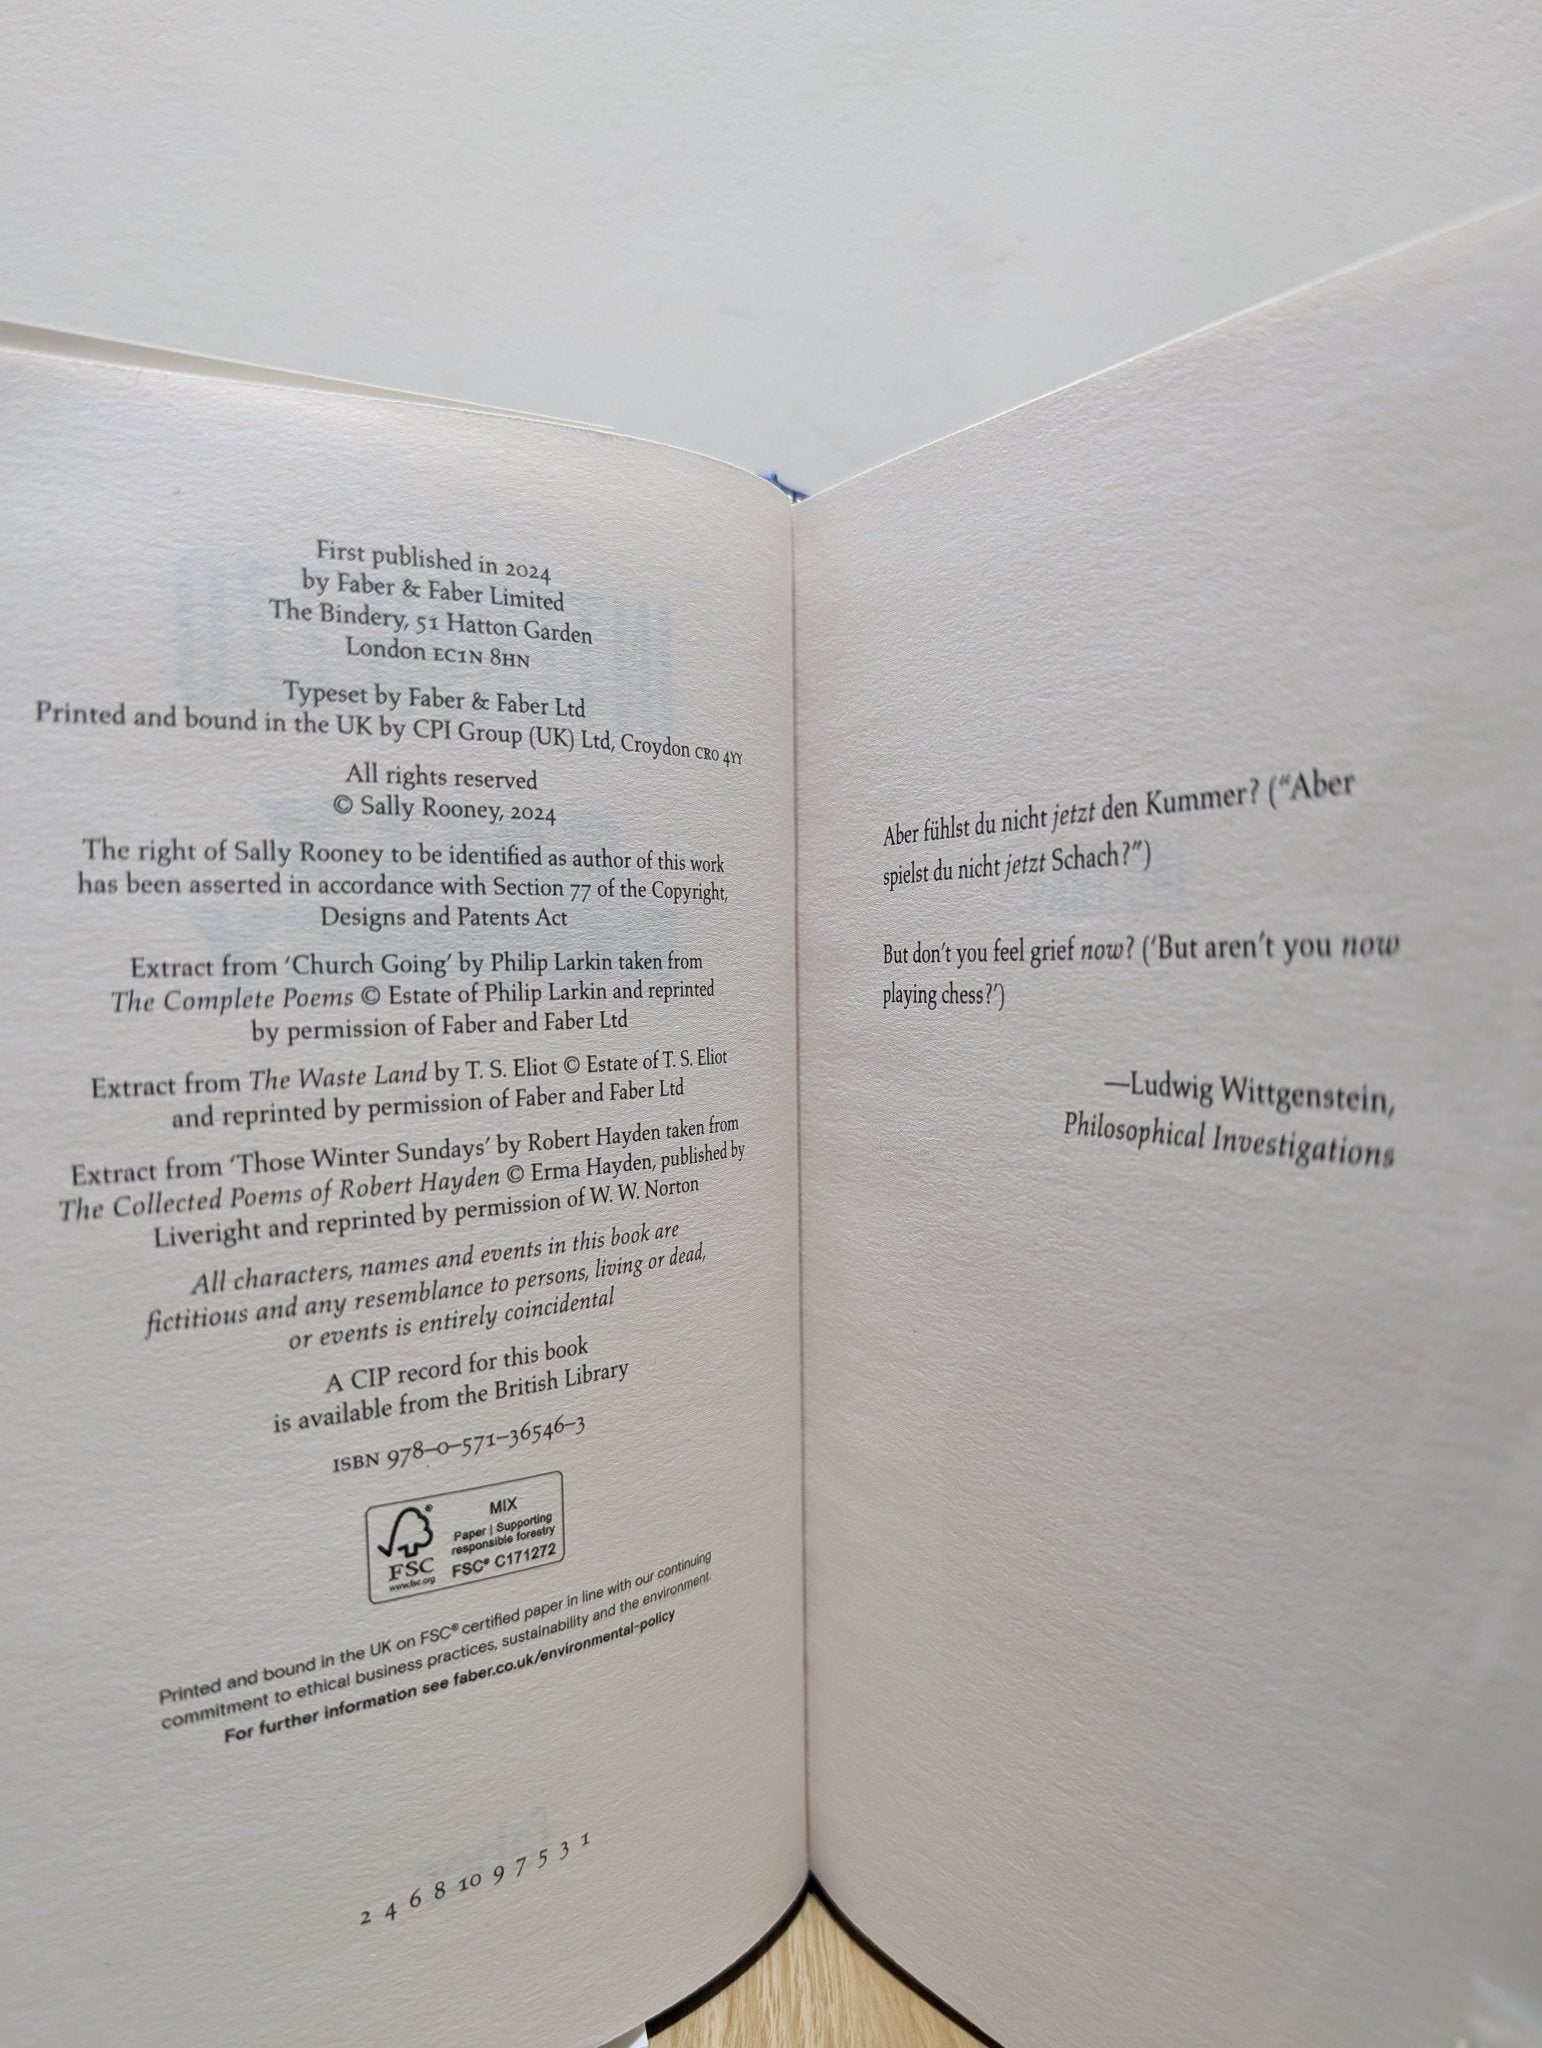 First published in 2024
by Faber & Faber Limited
The Bindery, 51 Hatton Garden
London EC1N 8HN
Typeset by Faber & Faber Ltd
Printed and bound in the UK by CPI Group (UK) Ltd, Croydon CR0 4YY
All rights reserved
© Sally Rooney, 2024
The right of Sally Rooney to be identified as author of this work
has been asserted in accordance with Section 77 of the Copyright,
Designs and Patents Act
Extract from ‘Church Going’ by Philip Larkin taken from
The Complete Poems © Estate of Philip Larkin and reprinted
by permission of Faber and Faber Ltd
Extract from The Waste Land by T. S. Eliot © Estate of T. S. Eliot
and reprinted by permission of Faber and Faber Ltd
Extract from ‘Those Winter Sundays’ by Robert Hayden taken from
The Collected Poems of Robert Hayden © Erma Hayden, published by
Liveright and reprinted by permission of W. W. Norton
All characters, names and events in this book are
fictitious and any resemblance to persons, living or dead,
or events is entirely coincidental
A CIP record for this book
is available from the British Library
ISBN 978–0–571–36546–3
FSC®
www.fsc.org
MIX
Paper | Supporting
responsible forestry
FSC® C171272
Printed and bound in the UK on FSC® certified paper in line with our continuing
commitment to ethical business practices, sustainability and the environment.
For further information see faber.co.uk/environmental-policy
2 4 6 8 10 9 7 5 3 1
Aber fühlst du nicht jetzt den Kummer? (“Aber
spielst du nicht jetzt Schach?”)
But don’t you feel grief now? (‘But aren’t you now
playing chess?’)
—Ludwig Wittgenstein,
Philosophical Investigations